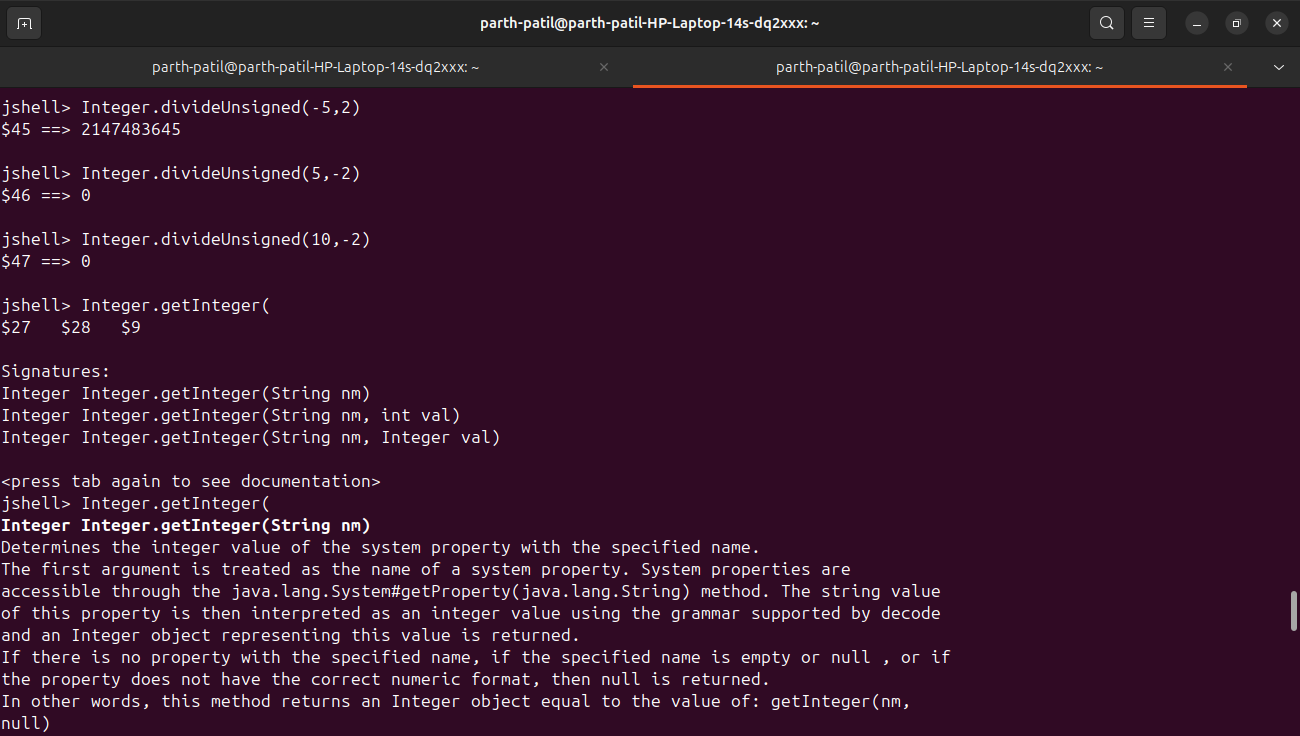 parth-patil@parth-patil-HP-Laptop-14s-dq2xxx: ~
parth-patil@parth-patil-HP-Laptop-14s-dq2xxx: ~
parth-patil@parth-patil-HP-Laptop-14s-dq2xxx: ~
jshell> Integer.divideUnsigned(-5,2)
$45 ==> 2147483645
jshell> Integer.divideUnsigned(5,-2)
$46 ==> 0
jshell> Integer.divideUnsigned(10,-2)
$47 ==> 0
jshell> Integer.getInteger(
$27   $28   $9
Signatures:
Integer Integer.getInteger(String nm)
Integer Integer.getInteger(String nm, int val)
Integer Integer.getInteger(String nm, Integer val)
<press tab again to see documentation>
jshell> Integer.getInteger(
Integer Integer.getInteger(String nm)
Determines the integer value of the system property with the specified name.
The first argument is treated as the name of a system property. System properties are
accessible through the java.lang.System#getProperty(java.lang.String) method. The string value
of this property is then interpreted as an integer value using the grammar supported by decode
and an Integer object representing this value is returned.
If there is no property with the specified name, if the specified name is empty or null , or if
the property does not have the correct numeric format, then null is returned.
In other words, this method returns an Integer object equal to the value of: getInteger(nm,
null)